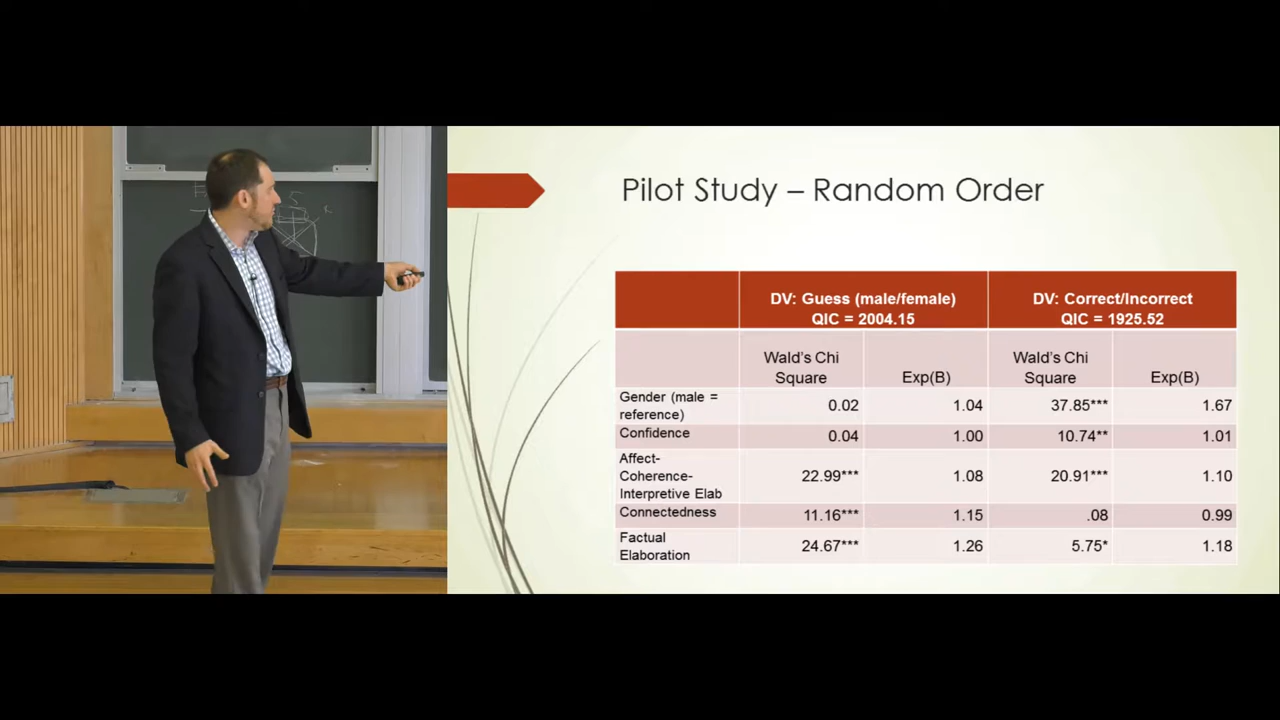 Pilot Study – Random Order
DV: Guess (male/female)
QIC = 2004.15
DV: Correct/Incorrect
QIC = 1925.52
Wald's Chi
Square
Exp(B)
Wald's Chi
Square
Exp(B)
Gender (male =
reference)
0.02
1.04
37.85***
1.67
Confidence
0.04
1.00
10.74**
1.01
Affect-
Coherence-
Interpretive Elab
22.99***
1.08
20.91***
1.10
Connectedness
11.16***
1.15
.08
0.99
Factual
Elaboration
24.67***
1.26
5.75*
1.18